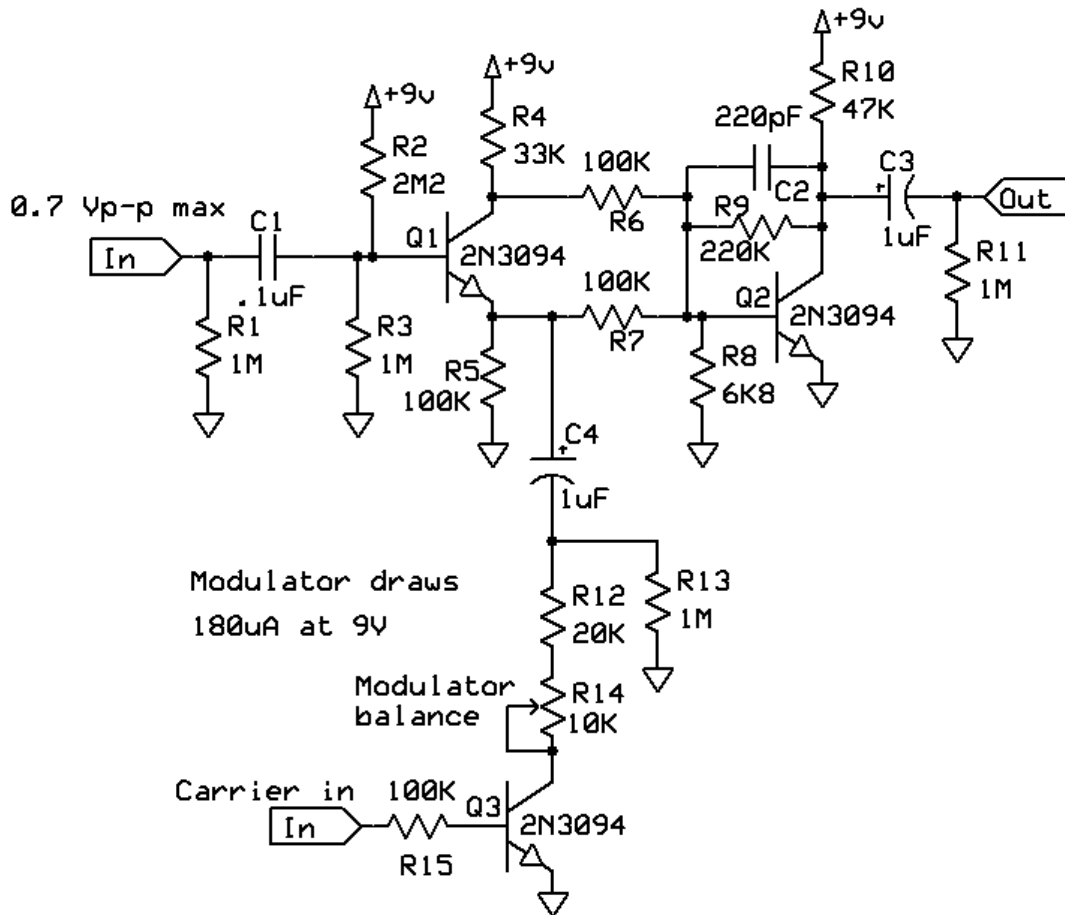 +9v
R10
47K
+9v
R4
33K
+9v
R2
2M2
220pF
C2
100K
R6
R9
220K
C3
1uF
Out
R11
1M
0.7 Vp-p max
In
C1
.1uF
R1
1M
R3
1M
Q1
2N3094
R5
100K
100K
R7
Q2
2N3094
R8
6K8
C4
1uF
Modulator draws
180uA at 9V
R12
20K
R13
1M
Modulator
balance
R14
10K
Carrier in
In
100K
R15
Q3
2N3094